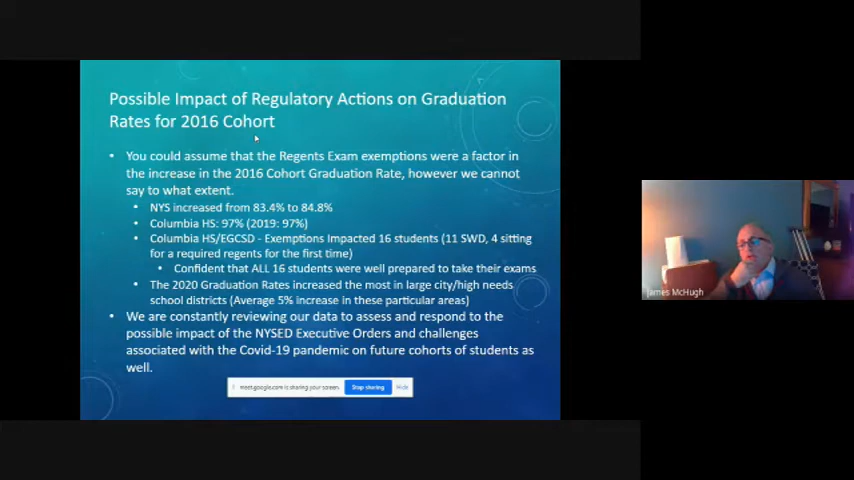 Possible Impact of Regulatory Actions on Graduation
Rates for 2016 Cohort
• You could assume that the Regents Exam exemptions were a factor in
the increase in the 2016 Cohort Graduation Rate, however we cannot
say to what extent.
• NYS increased from 83.4% to 84.8%
• Columbia HS: 97% (2019: 97%)
• Columbia HS/EGCSD - Exemptions Impacted 16 students (11 SWD, 4 sitting
for a required regents for the first time)
• Confident that ALL 16 students were well prepared to take their exams
• The 2020 Graduation Rates increased the most in large city/high needs
school districts (Average 5% increase in these particular areas)
• We are constantly reviewing our data to assess and respond to the
possible impact of the NYSED Executive Orders and challenges
associated with the Covid-19 pandemic on future cohorts of students as
well.
meet.google.com is sharing your screen. Stop sharing Hide
James McHugh